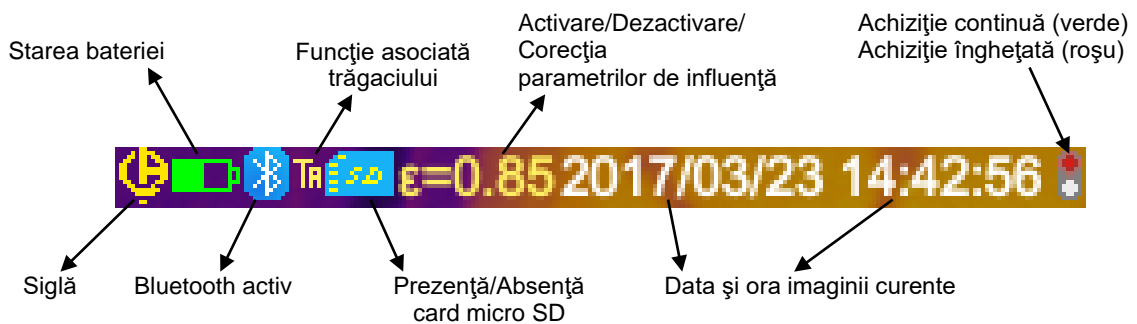 Starea bateriei
Funcţie asociată
trăgaciului
Activare/Dezactivare/
Corecţia
parametrilor de influenţă
Achiziţie continuă (verde)
Achiziţie îngheţată (roşu)
TA SD ε=0.85 2017/03/23 14:42:56
Siglă
Bluetooth activ
Prezenţă/Absenţă
card micro SD
Data şi ora imaginii curente